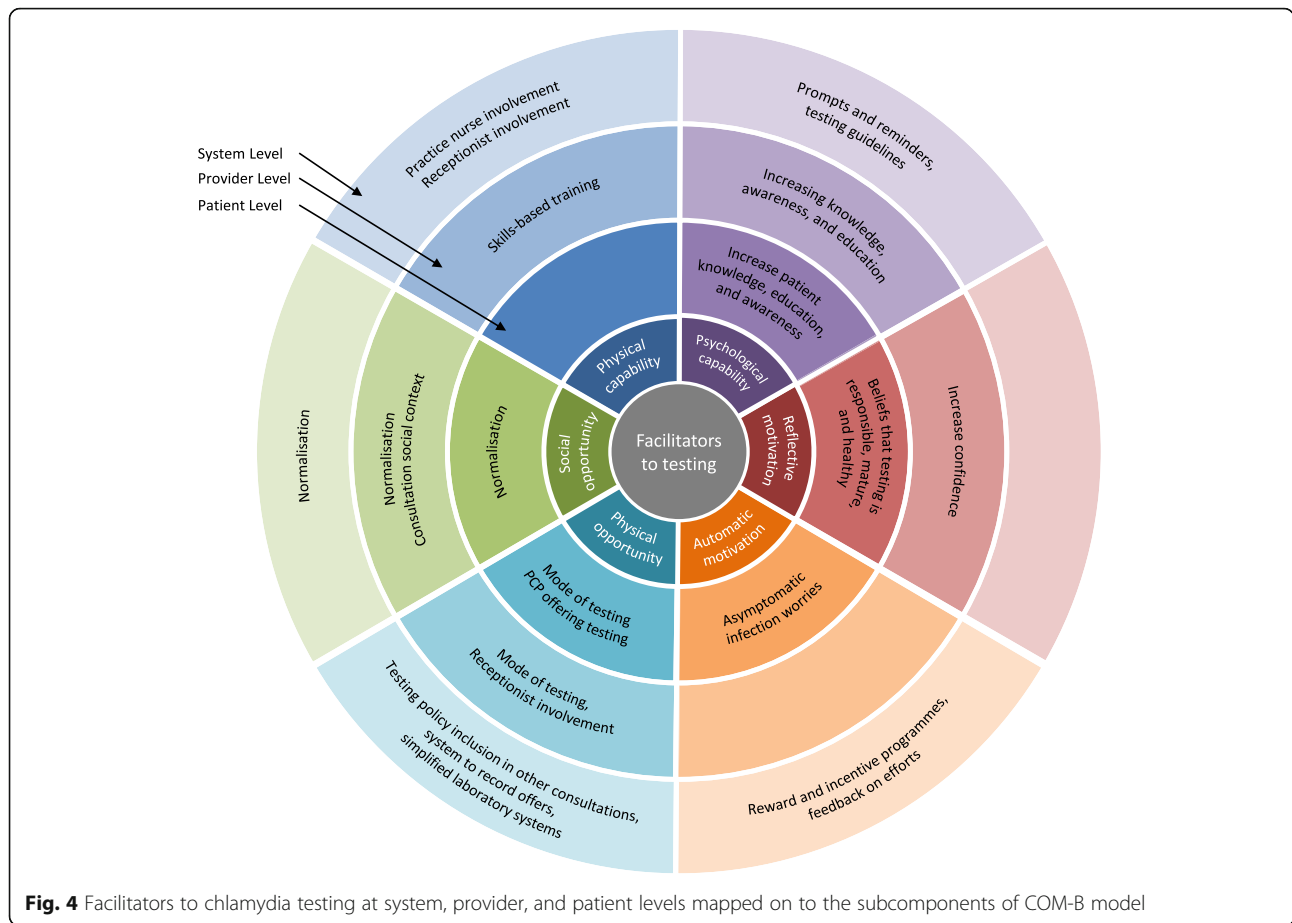 System Level
Provider Level
Patient Level
Practice nurse involvement
Receptionist involvement
Skills-based training
Physical
capability
Prompts and reminders,
testing guidelines
Increasing knowledge,
awareness, and education
Increase patient
knowledge, education,
and awareness
Psychological
capability
Normalisation
Normalisation
Consultation social context
Normalisation
Social
opportunity
Facilitators
to testing
Reflective
motivation
Beliefs that testing is
responsible, mature,
and healthy
Increase confidence
Physical
opportunity
Mode of testing
PCP offering testing
Mode of testing,
Receptionist involvement
Testing policy inclusion in other consultations,
system to record offers,
simplified laboratory systems
Automatic
motivation
Asymptomatic
infection worries
Reward and incentive programmes,
feedback on efforts
Fig. 4 Facilitators to chlamydia testing at system, provider, and patient levels mapped on to the subcomponents of COM-B model